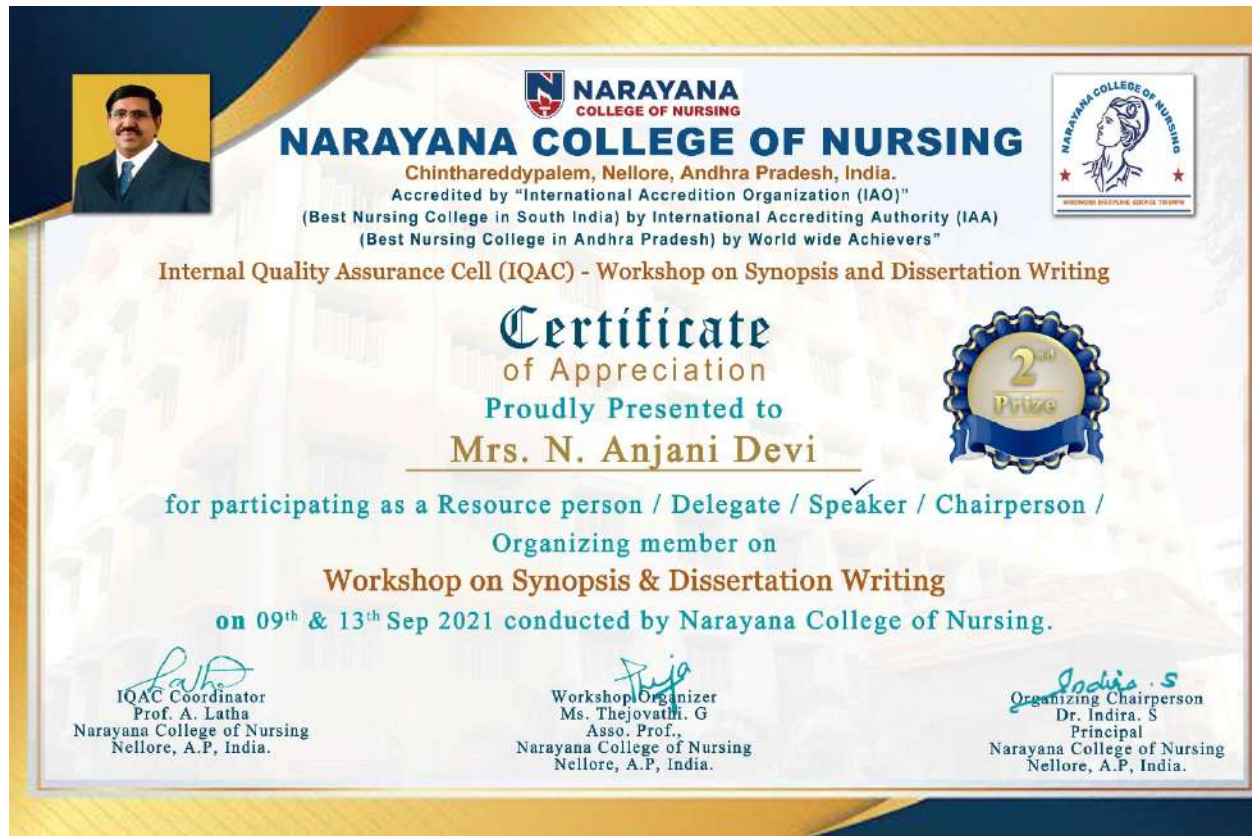 NARAYANA
COLLEGE OF NURSING
NARAYANA COLLEGE OF NURSING
Chinthareddypalem, Nellore, Andhra Pradesh, India.
Accredited by "International Accredition Organization (IAO)"
(Best Nursing College in South India) by International Accrediting Authority (IAA)
(Best Nursing College in Andhra Pradesh) by World wide Achievers"
NARAYANA COLLEGE OF NURSING
DISCIPLINE SERVICE TRIUMPH
Internal Quality Assurance Cell (IQAC) - Workshop on Synopsis and Dissertation Writing
Certificate
of Appreciation
2nd
Prize
Proudly Presented to
Mrs. N. Anjani Devi
for participating as a Resource person / Delegate / Speaker / Chairperson /
Organizing member on
Workshop on Synopsis & Dissertation Writing
on 09th & 13th Sep 2021 conducted by Narayana College of Nursing.
Latha
IQAC Coordinator
Prof. A. Latha
Narayana College of Nursing
Nellore, A.P, India.
Theja
Workshop Organizer
Ms. Thejovathi. G
Asso. Prof.,
Narayana College of Nursing
Nellore, A.P, India.
Indira . S
Organizing Chairperson
Dr. Indira. S
Principal
Narayana College of Nursing
Nellore, A.P, India.